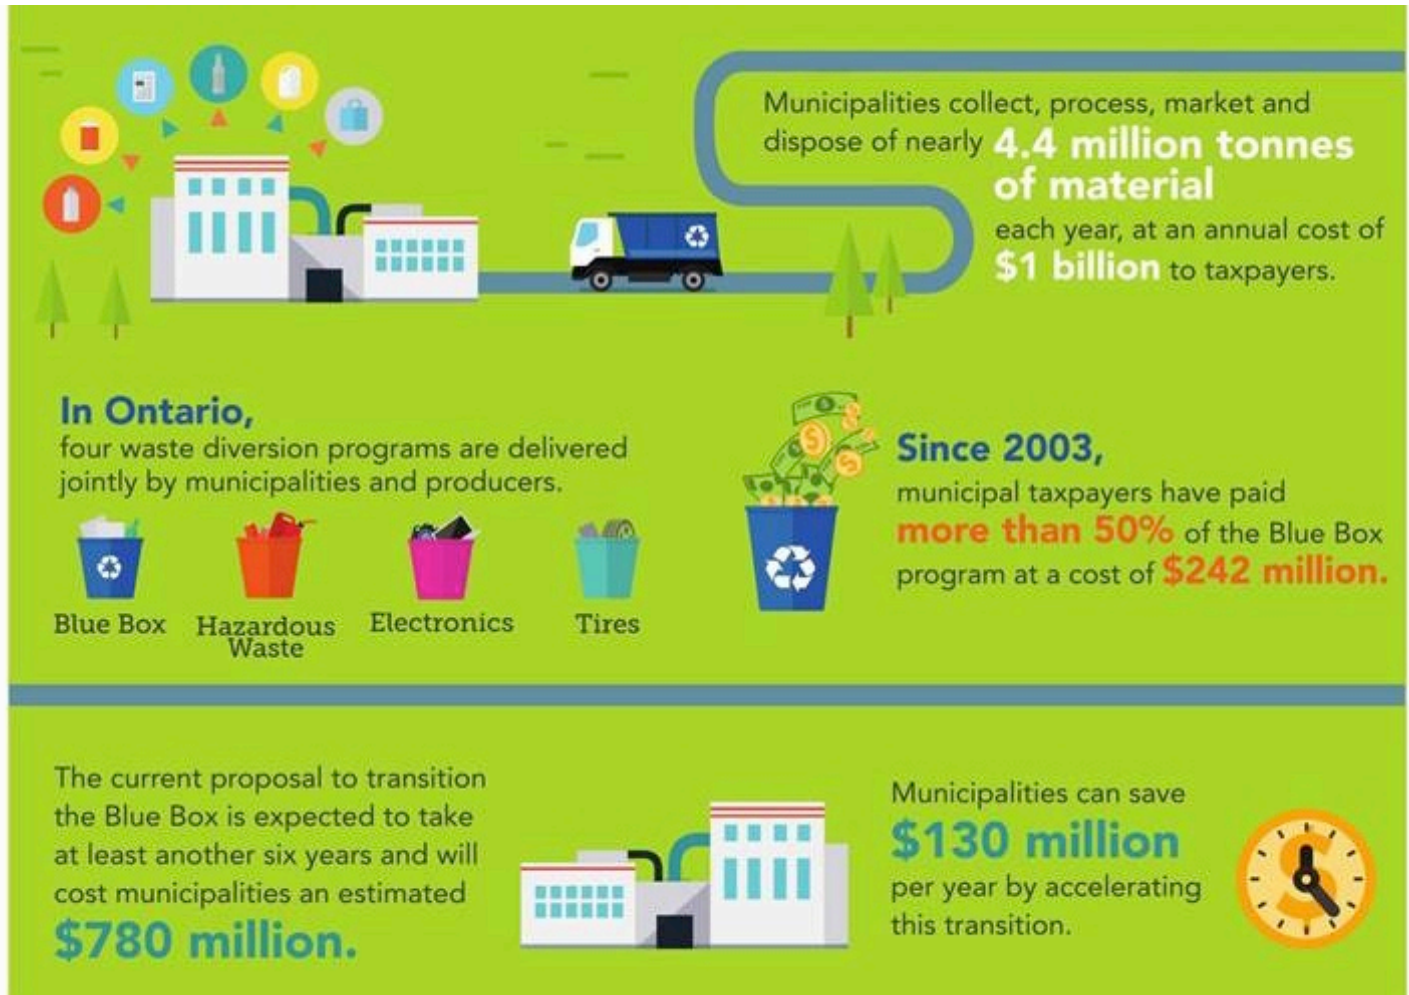 Municipalities collect, process, market and
dispose of nearly 4.4 million tonnes
of material
each year, at an annual cost of
$1 billion to taxpayers.
In Ontario,
four waste diversion programs are delivered
jointly by municipalities and producers.
Blue Box
Hazardous
Waste
Electronics
Tires
Since 2003,
municipal taxpayers have paid
more than 50% of the Blue Box
program at a cost of $242 million.
The current proposal to transition
the Blue Box is expected to take
at least another six years and will
cost municipalities an estimated
$780 million.
Municipalities can save
$130 million
per year by accelerating
this transition.